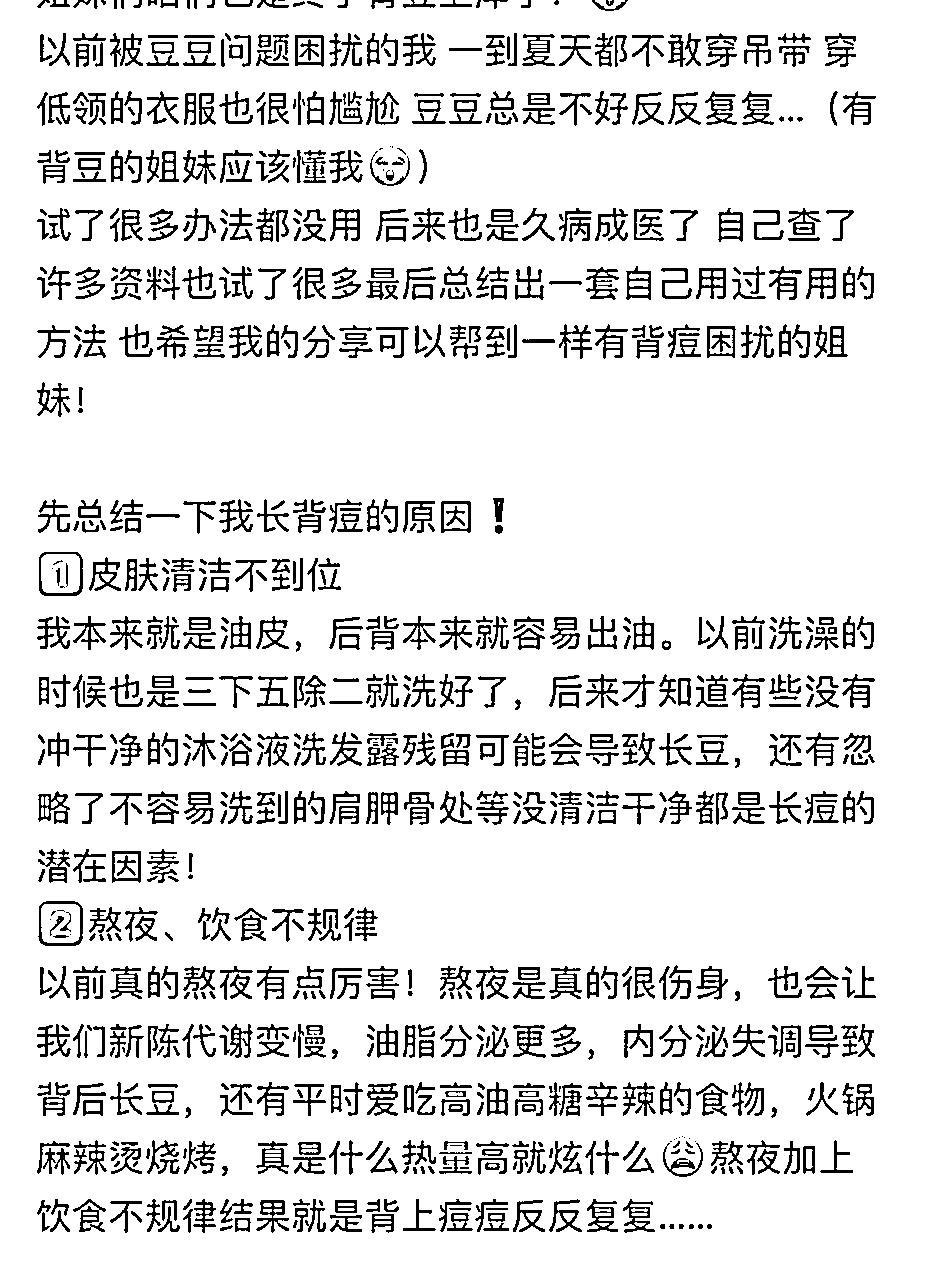 以前被豆豆问题困扰的我 一到夏天都不敢穿吊带 穿
低领的衣服也很怕尴尬 豆豆总是不好反反复复...（有
背豆的姐妹应该懂我）
试了很多办法都没用 后来也是久病成医了 自己查了
许多资料也试了很多最后总结出一套自己用过有用的
方法 也希望我的分享可以帮到一样有背痘困扰的姐
妹！
先总结一下我长背痘的原因❗
1️⃣皮肤清洁不到位
我本来就是油皮，后背本来就容易出油。以前洗澡的
时候也是三下五除二就洗好了，后来才知道有些没有
冲干净的沐浴液洗发露残留可能会导致长豆，还有忽
略了不容易洗到的肩胛骨处等没清洁干净都是长痘的
潜在因素！
2️⃣熬夜、饮食不规律
以前真的熬夜有点厉害！熬夜是真的很伤身，也会让
我们新陈代谢变慢，油脂分泌更多，内分泌失调导致
背后长豆，还有平时爱吃高油高糖辛辣的食物，火锅
麻辣烫烧烤，真是什么热量高就炫什么😩熬夜加上
饮食不规律结果就是背上痘痘反反复复……